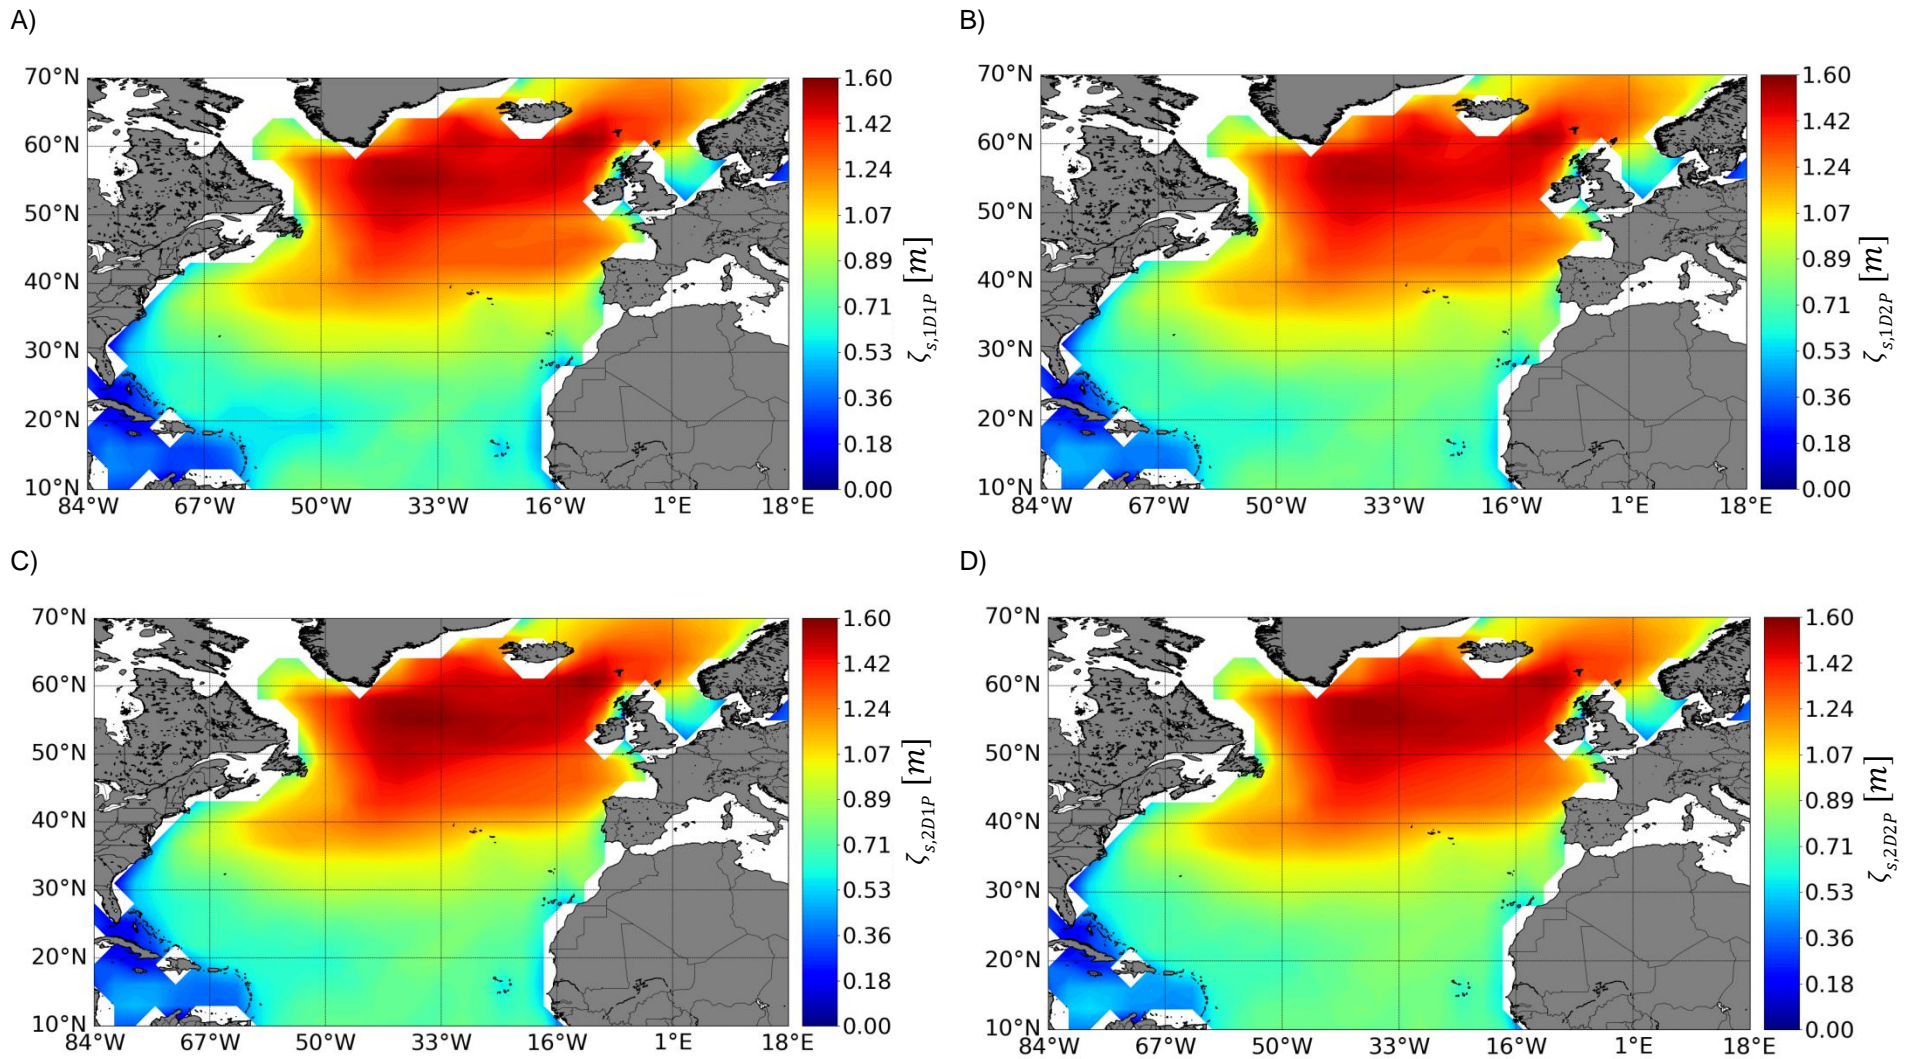 A)
70°N
60°N
50°N
40°N
30°N
20°N
10°N
84°W 67°W 50°W 33°W 16°W 1°E 18°E
1.60
1.42
1.24
1.07
0.89
0.71
0.53
0.36
0.18
0.00
ζs,1D1P [m]
B)
70°N
60°N
50°N
40°N
30°N
20°N
10°N
84°W 67°W 50°W 33°W 16°W 1°E 18°E
1.60
1.42
1.24
1.07
0.89
0.71
0.53
0.36
0.18
0.00
ζs,1D2P [m]
C)
70°N
60°N
50°N
40°N
30°N
20°N
10°N
84°W 67°W 50°W 33°W 16°W 1°E 18°E
1.60
1.42
1.24
1.07
0.89
0.71
0.53
0.36
0.18
0.00
ζs,2D1P [m]
D)
70°N
60°N
50°N
40°N
30°N
20°N
10°N
84°W 67°W 50°W 33°W 16°W 1°E 18°E
1.60
1.42
1.24
1.07
0.89
0.71
0.53
0.36
0.18
0.00
ζs,2D2P [m]